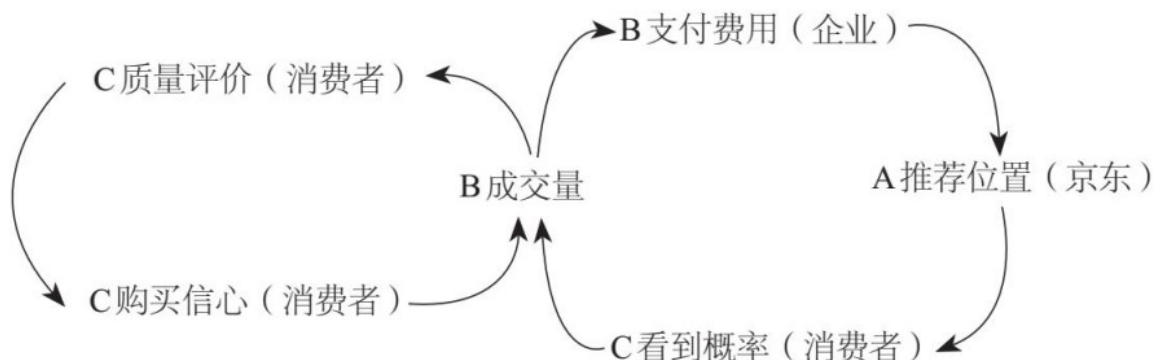 B支付费用（企业）
C质量评价（消费者）
A推荐位置（京东）
B成交量
C购买信心（消费者）
C看到概率（消费者）